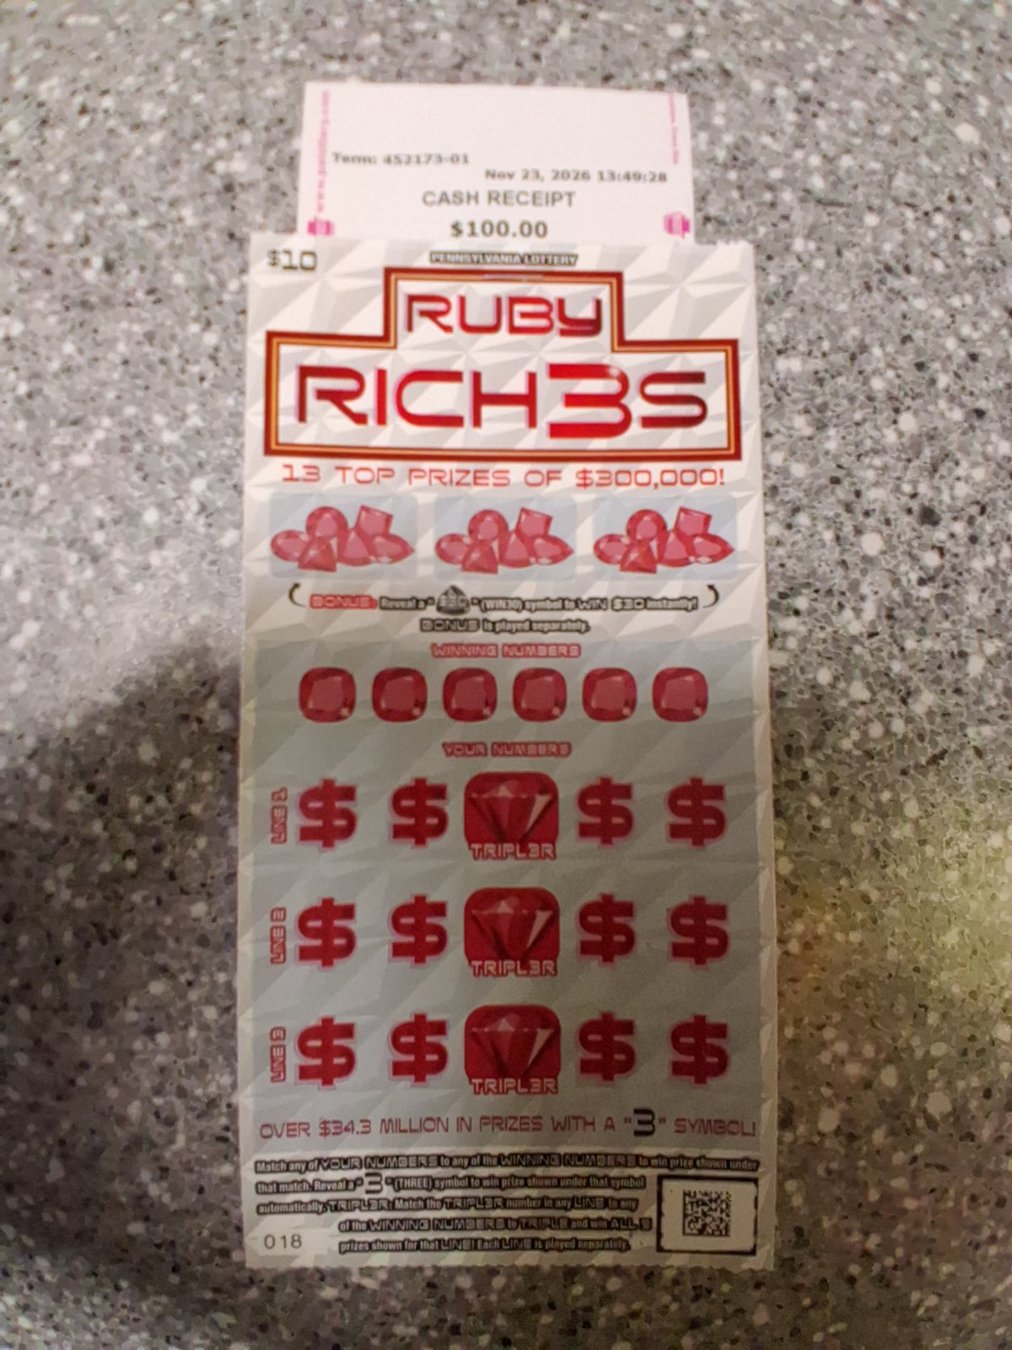 Term: 452173-01
Nov 23, 2026 13:49:28
CASH RECEIPT
$100.00
$10
PENNSYLVANIA LOTTERY
RUBY
RICH3S
13 TOP PRIZES OF $300,000!
BONUS: Reveal a "$30" (WIN30) symbol to WIN $30 instantly!
BONUS is played separately.
WINNING NUMBERS
YOUR NUMBERS
LINE 1
$ $ TRIPL3R $ $
LINE 2
$ $ TRIPL3R $ $
LINE 3
$ $ TRIPL3R $ $
OVER $34.3 MILLION IN PRIZES WITH A "3" SYMBOL!
Match any of YOUR NUMBERS to any of the WINNING NUMBERS to win prize shown under
that match. Reveal a "3" (THREE) symbol to win prize shown under that symbol
automatically. TRIPL3R: Match the TRIPL3R number in any LINE to any
of the WINNING NUMBERS to TRIPLE and win ALL 5
prizes shown for that LINE! Each LINE is played separately.
018